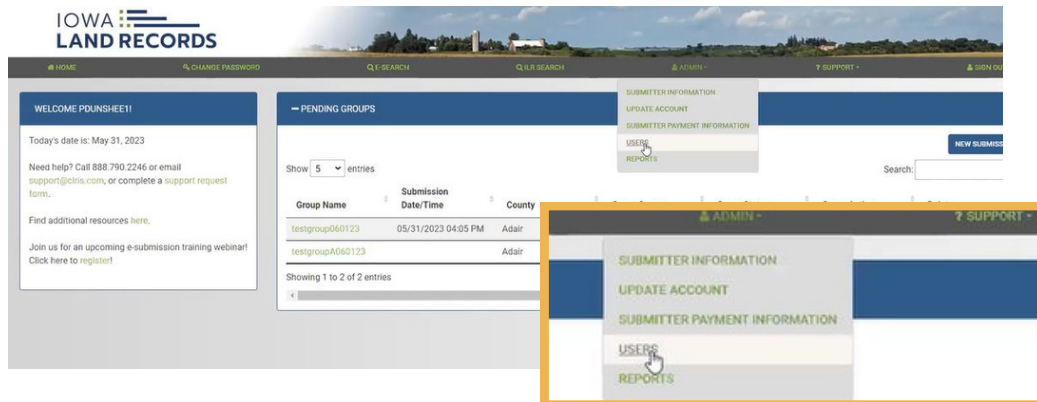 IOWA
LAND RECORDS
HOME CHANGE PASSWORD E-SEARCH ILR SEARCH ADMIN SUPPORT SIGN OU
SUBMITTER INFORMATION
UPDATE ACCOUNT
SUBMITTER PAYMENT INFORMATION
USERS
REPORTS
WELCOME PDUNSHEE1!
Today's date is: May 31, 2023
Need help? Call 888.790.2246 or email
support@clris.com, or complete a support request
form.
Find additional resources here.
Join us for an upcoming e-submission training webinar!
Click here to register!
PENDING GROUPS
NEW SUBMISS
Show 5 entries
Search:
Group Name Submission Date/Time County
testgroup060123 05/31/2023 04:05 PM Adair
testgroupA060123 Adair
Showing 1 to 2 of 2 entries
ADMIN ? SUPPORT
SUBMITTER INFORMATION
UPDATE ACCOUNT
SUBMITTER PAYMENT INFORMATION
USERS
REPORTS